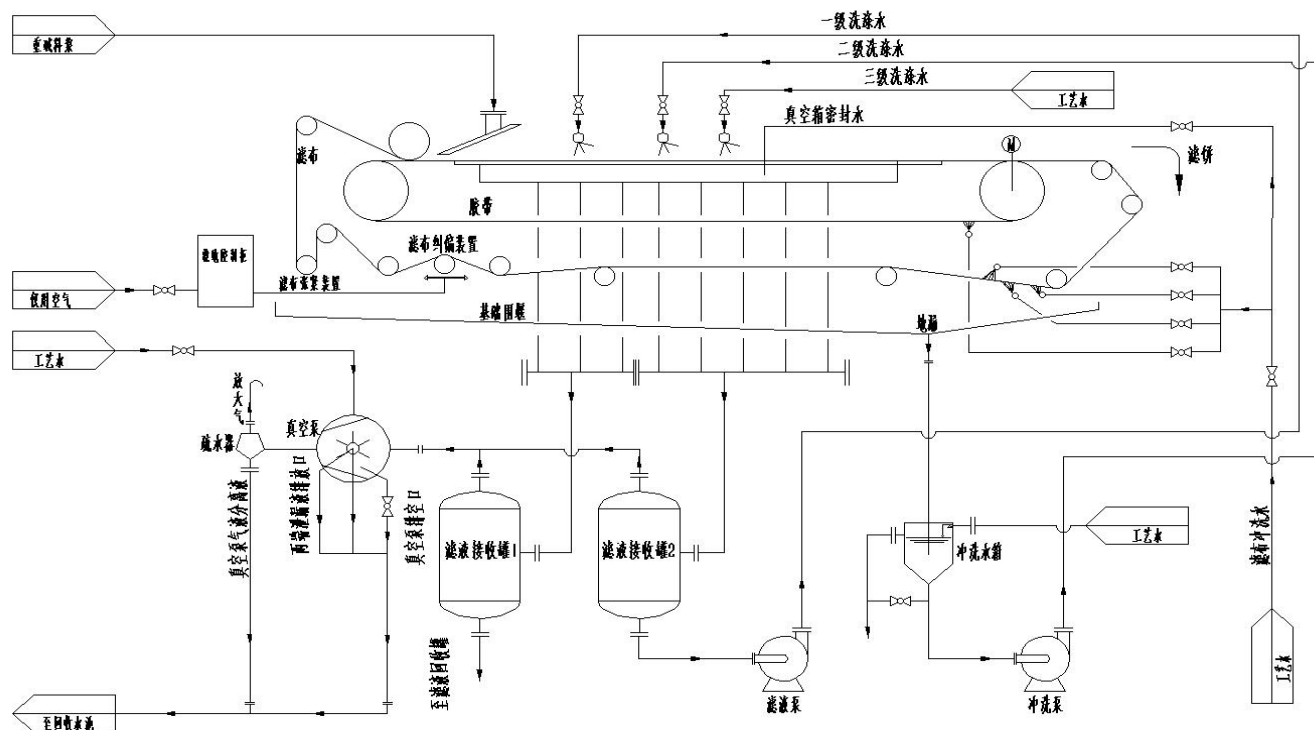 一级洗涤水
二级洗涤水
三级洗涤水
重碱料浆
工艺水
真空箱密封水
滤布
M
滤饼
胶带
滤布纠偏装置
滤布张紧装置
仪用空气
基础围堰
地漏
工艺水
放大气
真空泵
疏水器
真空泵气液分离液
两端泄漏液排放口
真空泵排空口
滤液接收罐1
滤液接收罐2
冲洗水箱
工艺水
滤布冲洗水
至滤液回收罐
工艺水
滤液泵
冲洗泵
至回收水池